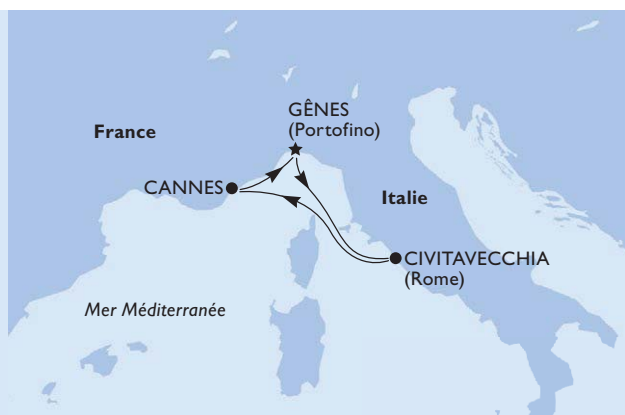 GÊNES
(Portofino)
France
CANNES
Italie
CIVITAVECCHIA
(Rome)
Mer Méditerranée